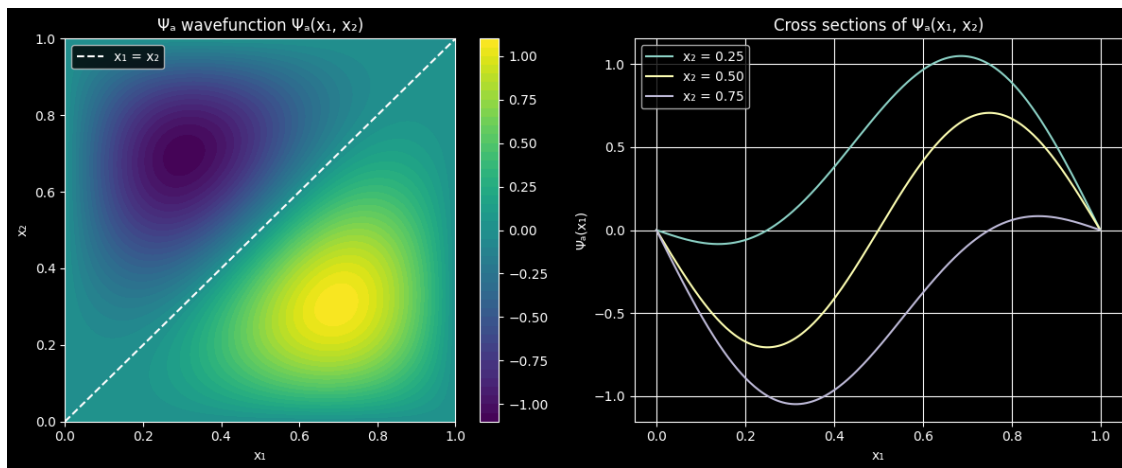 Ψₐ wavefunction Ψₐ(x₁, x₂)
x₁ = x₂
1.0
0.8
0.6
0.4
0.2
0.0
x₂
0.0 0.2 0.4 0.6 0.8 1.0
x₁
1.00
0.75
0.50
0.25
0.00
−0.25
−0.50
−0.75
−1.00
Cross sections of Ψₐ(x₁, x₂)
x₂ = 0.25
x₂ = 0.50
x₂ = 0.75
1.0
0.5
0.0
−0.5
−1.0
Ψₐ(x₁)
0.0 0.2 0.4 0.6 0.8 1.0
x₁